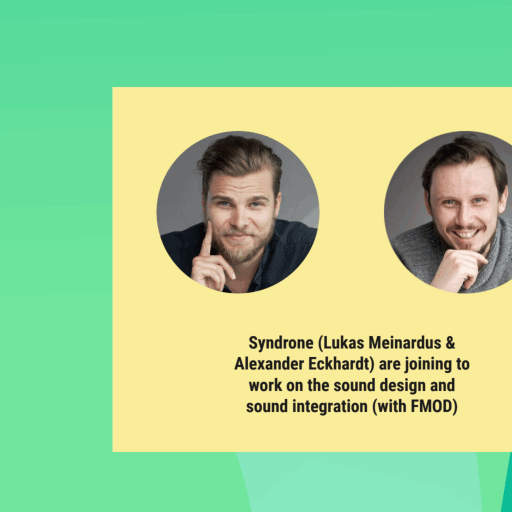 Syndrone (Lukas Meinardus &
Alexander Eckhardt) are joining to
work on the sound design and
sound integration (with FMOD)